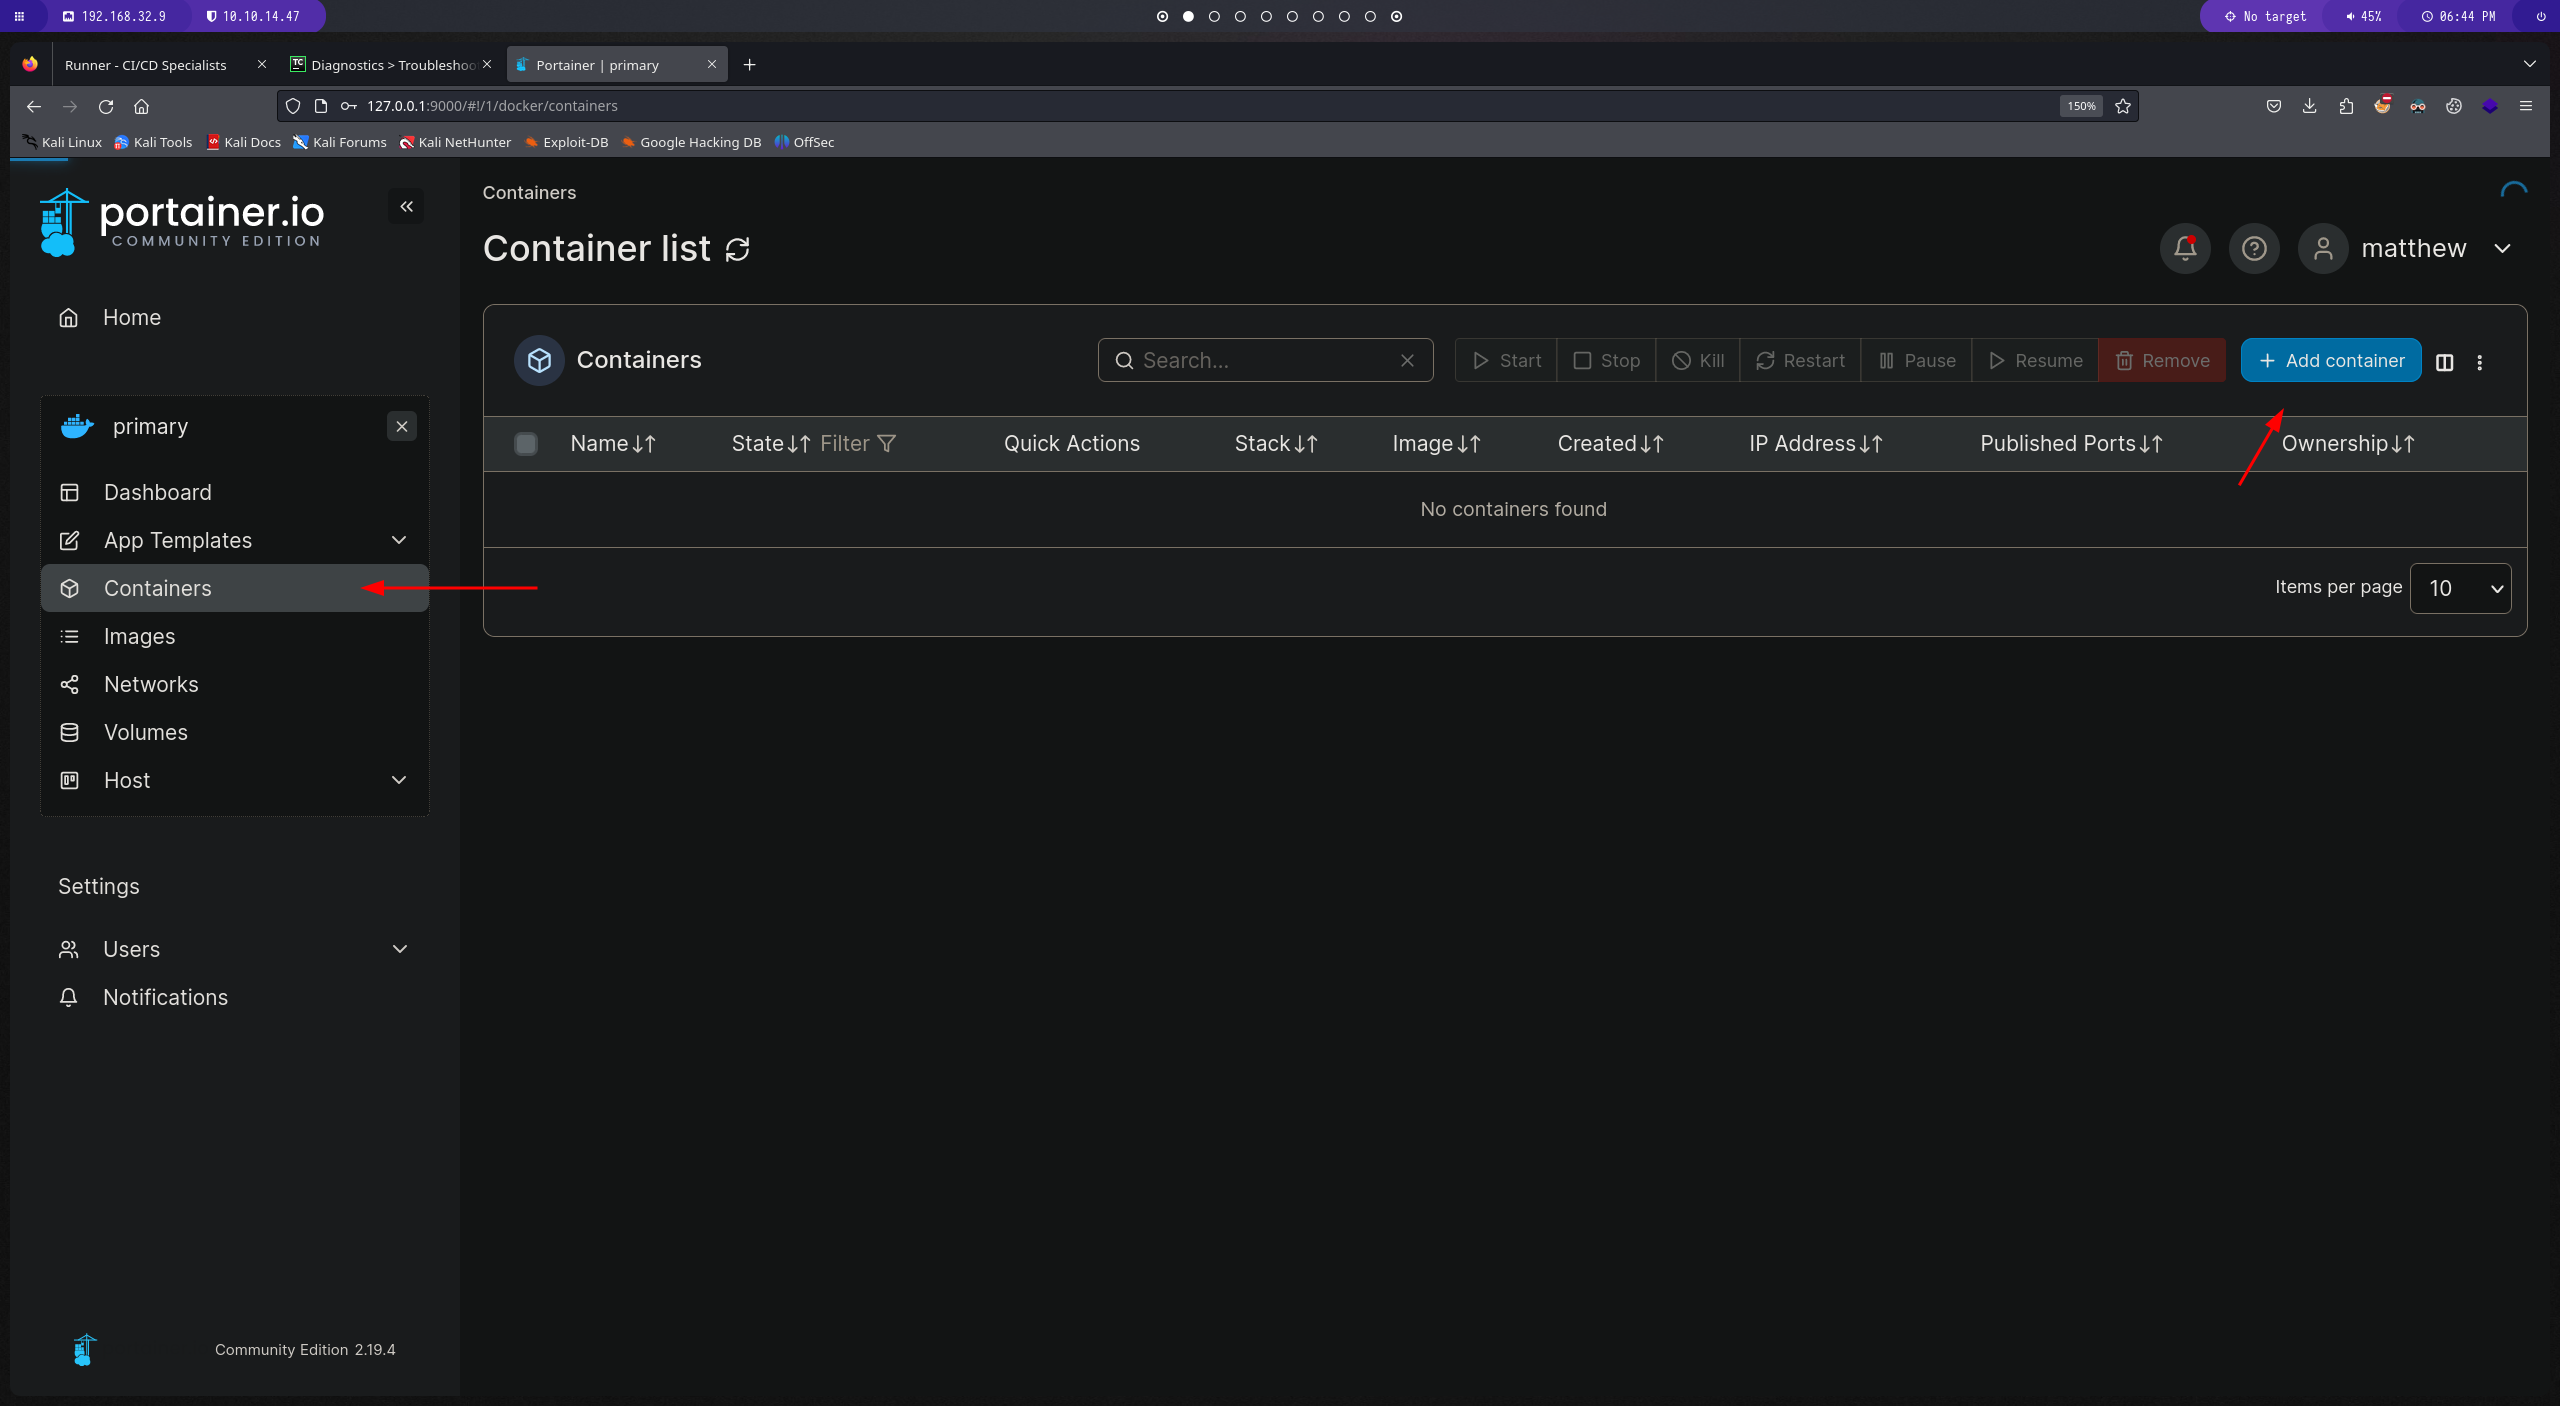 192.168.32.9 10.10.14.47 No target 45% 06:44 PM
Runner - CI/CD Specialists TC Diagnostics > Troubleshoo Portainer | primary
127.0.0.1:9000/#!/1/docker/containers 150%
Kali Linux Kali Tools Kali Docs Kali Forums Kali NetHunter Exploit-DB Google Hacking DB OffSec
portainer.io
COMMUNITY EDITION
Home
primary
Dashboard
App Templates
Containers
Images
Networks
Volumes
Host
Settings
Users
Notifications
Community Edition 2.19.4
Containers
Container list
matthew
Containers Search... Start Stop Kill Restart Pause Resume Remove + Add container
Name State Filter Quick Actions Stack Image Created IP Address Published Ports Ownership
No containers found
Items per page 10